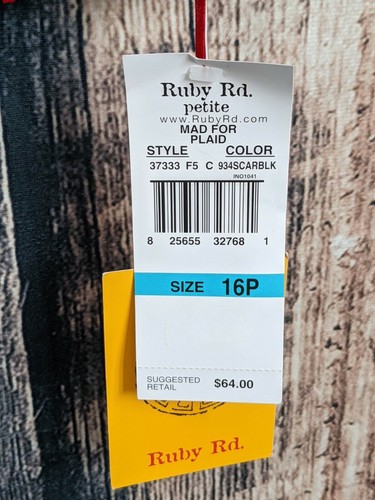 Ruby Rd.
petite
www.RubyRd.com
MAD FOR
PLAID
STYLE COLOR
37333 F5 C 934SCARBLK
INO1041
8 25655 32768 1
SIZE 16P
SUGGESTED
RETAIL $64.00
Ruby Rd.